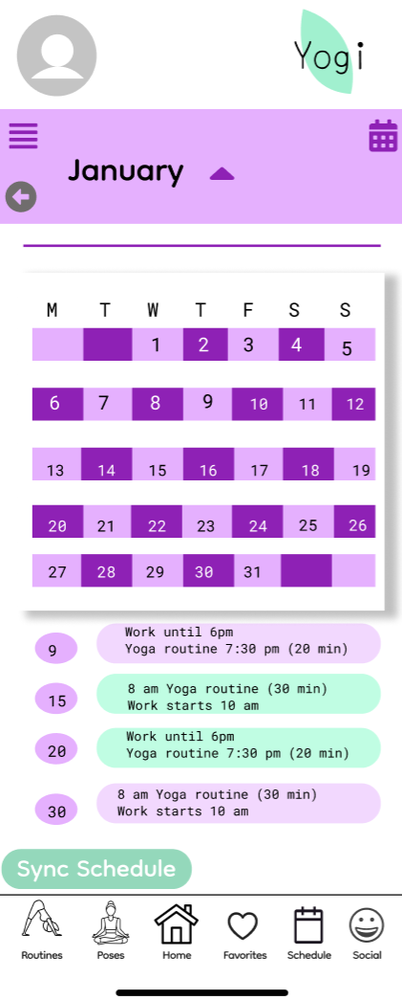 Yogi
January
M T W T F S S
1 2 3 4 5
6 7 8 9 10 11 12
13 14 15 16 17 18 19
20 21 22 23 24 25 26
27 28 29 30 31
9
Work until 6pm
Yoga routine 7:30 pm (20 min)
15
8 am Yoga routine (30 min)
Work starts 10 am
20
Work until 6pm
Yoga routine 7:30 pm (20 min)
30
8 am Yoga routine (30 min)
Work starts 10 am
Sync Schedule
Routines Poses Home Favorites Schedule Social